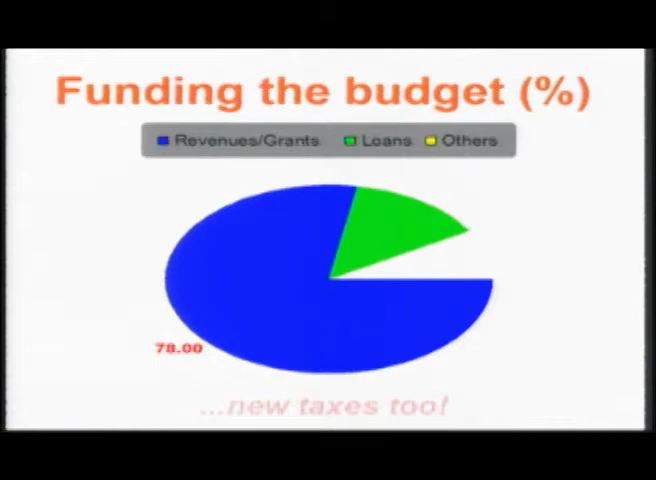 Funding the budget (%)
Revenues/Grants Loans Others
78.00
...new taxes too!